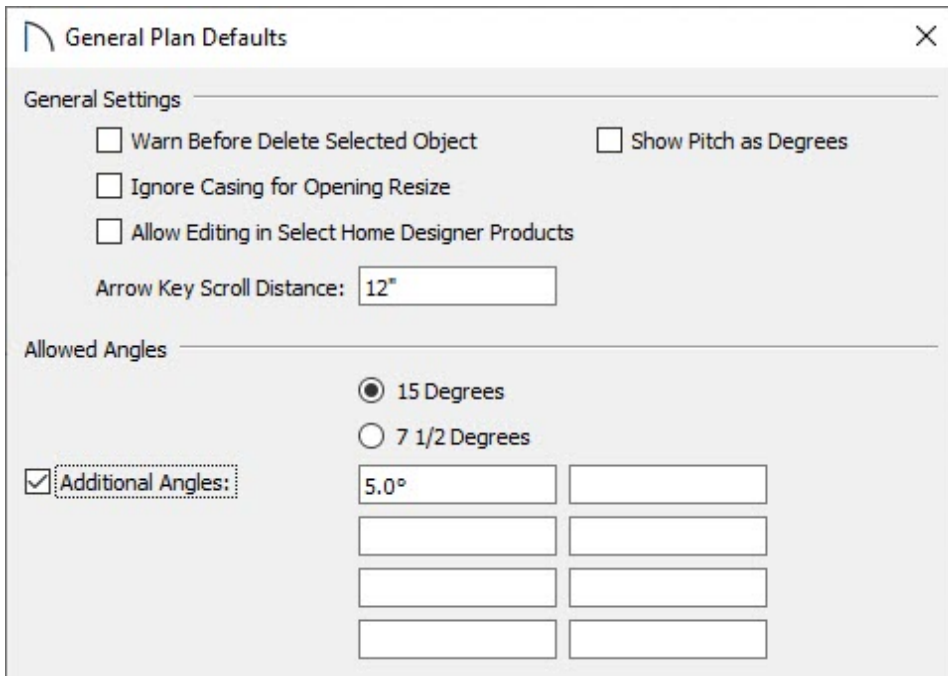 General Plan Defaults
General Settings
Warn Before Delete Selected Object
Show Pitch as Degrees
Ignore Casing for Opening Resize
Allow Editing in Select Home Designer Products
Arrow Key Scroll Distance: 12"
Allowed Angles
15 Degrees
7 1/2 Degrees
Additional Angles: 5.0°